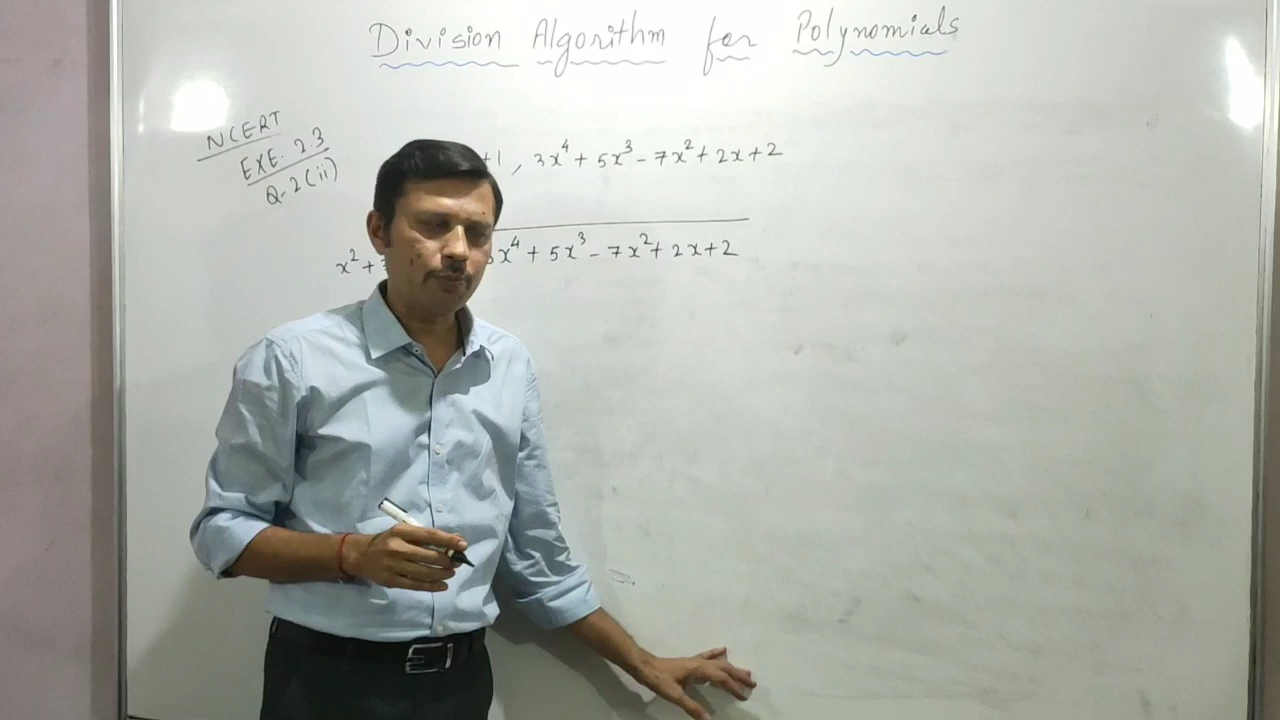 Division Algorithm for Polynomials
NCERT
EXE. 2.3
Q. 2 (ii)
+1 , 3x⁴ + 5x³ - 7x² + 2x + 2
x² + x⁴ + 5x³ - 7x² + 2x + 2